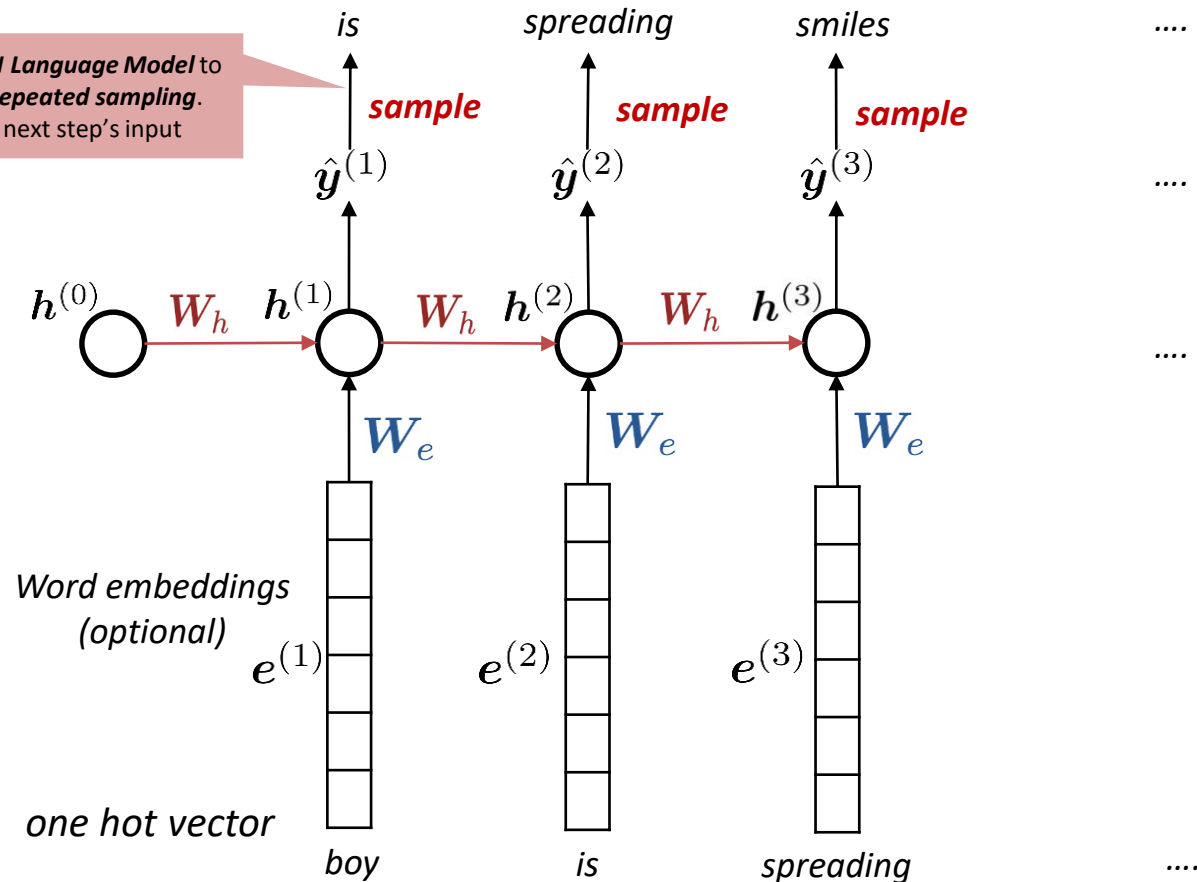 is spreading smiles ....
Language Model to
epeated sampling.
next step's input
sample sample sample
ŷ(1) ŷ(2) ŷ(3) ....
h(0) W_h h(1) W_h h(2) W_h h(3) ....
W_e W_e W_e
Word embeddings
(optional)
e(1) e(2) e(3)
one hot vector
boy is spreading ....